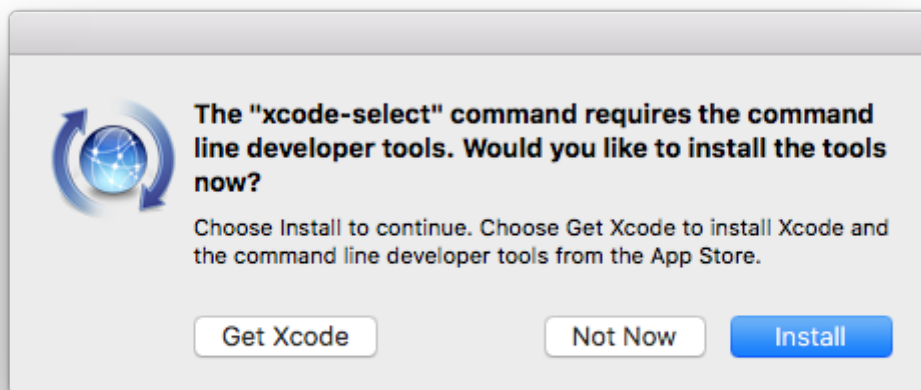 The "xcode-select" command requires the command
line developer tools. Would you like to install the tools
now?
Choose Install to continue. Choose Get Xcode to install Xcode and
the command line developer tools from the App Store.
Get Xcode
Not Now
Install